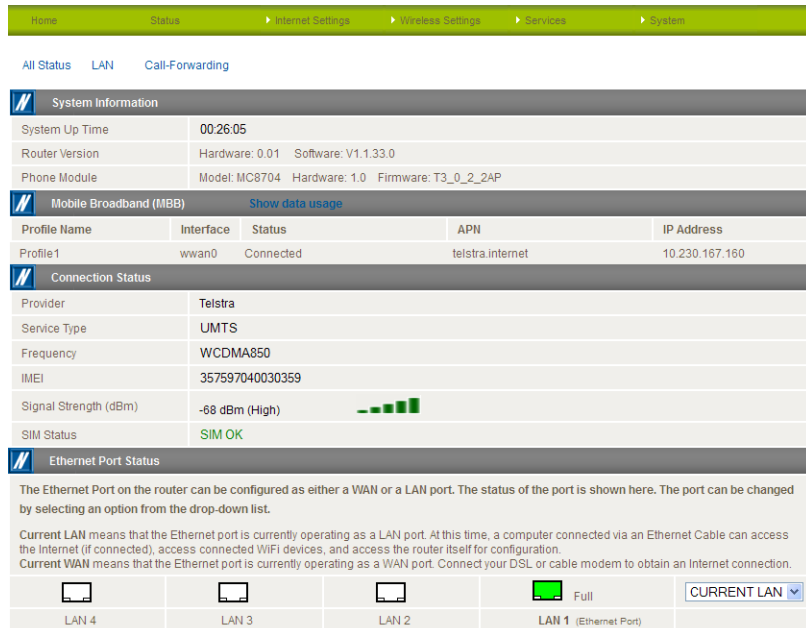 Home Status Internet Settings Wireless Settings Services System
All Status LAN Call-Forwarding
System Information
System Up Time 00:26:05
Router Version Hardware: 0.01 Software: V1.1.33.0
Phone Module Model: MC8704 Hardware: 1.0 Firmware: T3_0_2_2AP
Mobile Broadband (MBB) Show data usage
Profile Name Interface Status APN IP Address
Profile1 wwan0 Connected telstra.internet 10.230.167.160
Connection Status
Provider Telstra
Service Type UMTS
Frequency WCDMA850
IMEI 357597040030359
Signal Strength (dBm) -68 dBm (High)
SIM Status SIM OK
Ethernet Port Status
The Ethernet Port on the router can be configured as either a WAN or a LAN port. The status of the port is shown here. The port can be changed
by selecting an option from the drop-down list.
Current LAN means that the Ethernet port is currently operating as a LAN port. At this time, a computer connected via an Ethernet Cable can access
the Internet (if connected), access connected WiFi devices, and access the router itself for configuration.
Current WAN means that the Ethernet port is currently operating as a WAN port. Connect your DSL or cable modem to obtain an Internet connection.
Full CURRENT LAN
LAN 4 LAN 3 LAN 2 LAN 1 (Ethernet Port)